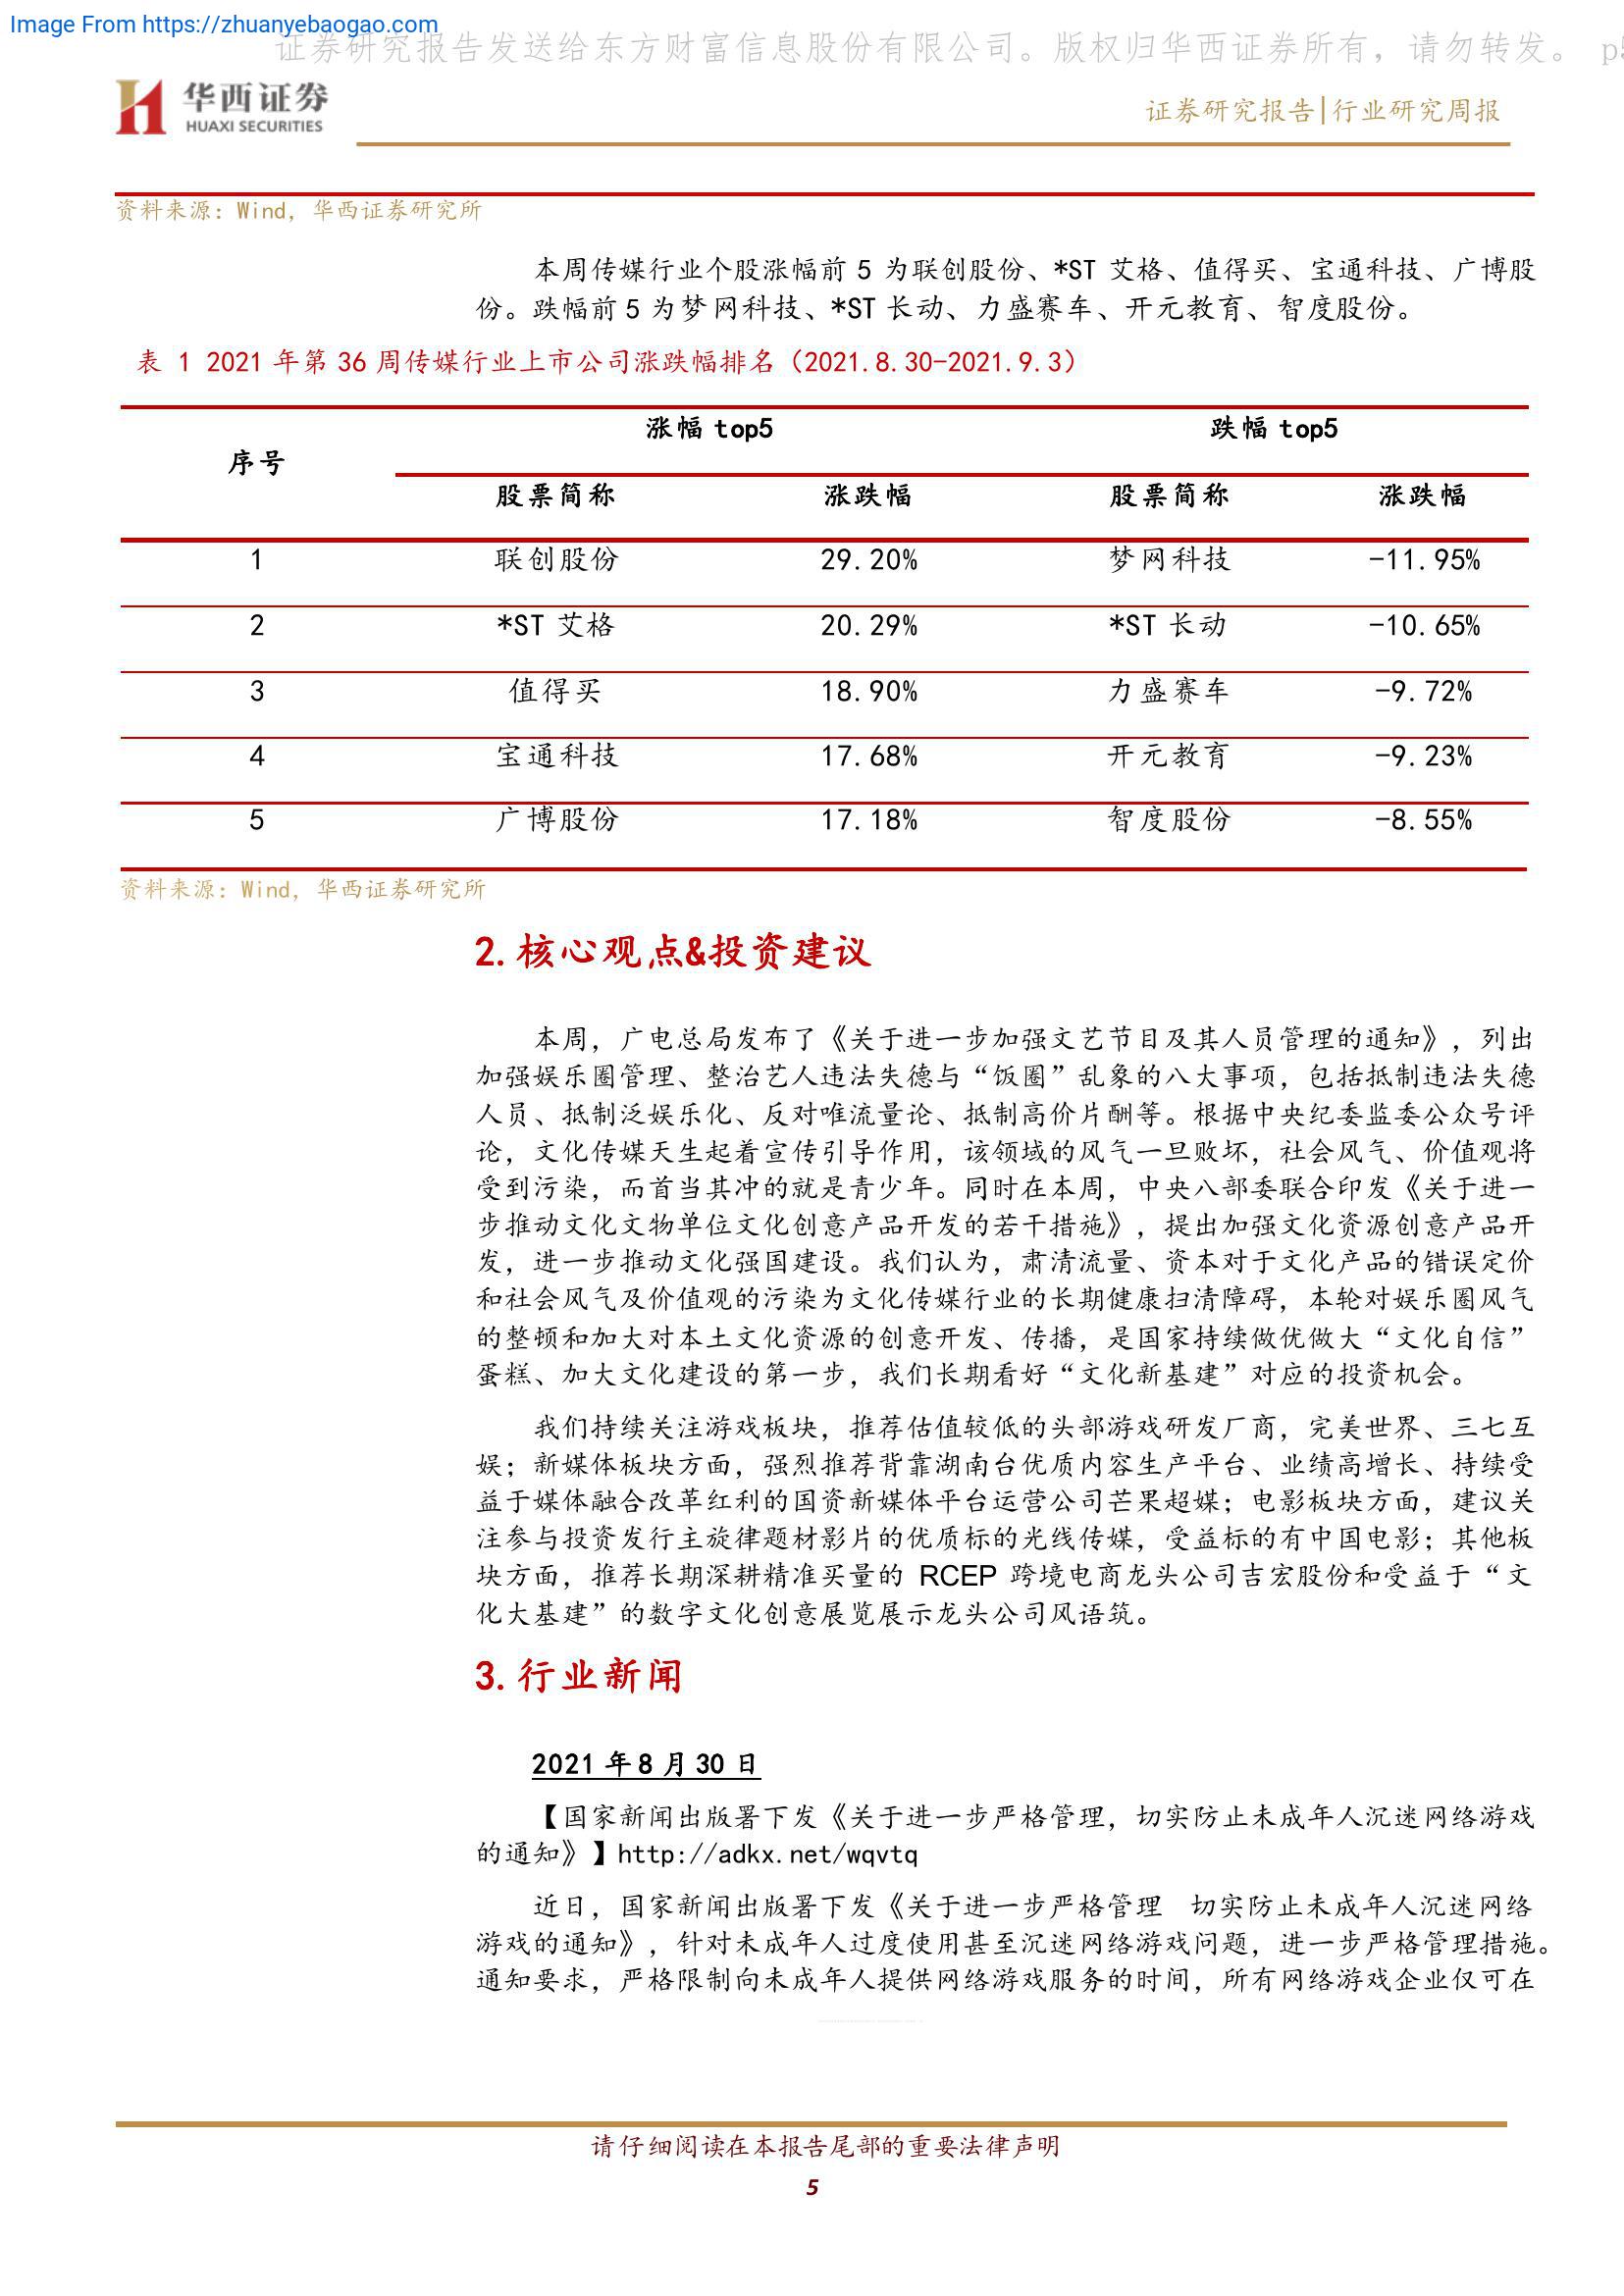 Image From https://zhuanyebaogao.com
证券研究报告发送给东方财富信息股份有限公司。版权归华西证券所有，请勿转发。 p5
华西证券
HUAXI SECURITIES
证券研究报告|行业研究周报
资料来源：Wind，华西证券研究所
本周传媒行业个股涨幅前 5 为联创股份、*ST 艾格、值得买、宝通科技、广博股
份。跌幅前 5 为梦网科技、*ST 长动、力盛赛车、开元教育、智度股份。
表 1 2021 年第 36 周传媒行业上市公司涨跌幅排名（2021.8.30-2021.9.3）
序号 涨幅 top5 跌幅 top5
股票简称 涨跌幅 股票简称 涨跌幅
1 联创股份 29.20% 梦网科技 -11.95%
2 *ST 艾格 20.29% *ST 长动 -10.65%
3 值得买 18.90% 力盛赛车 -9.72%
4 宝通科技 17.68% 开元教育 -9.23%
5 广博股份 17.18% 智度股份 -8.55%
资料来源：Wind，华西证券研究所
2. 核心观点&投资建议
本周，广电总局发布了《关于进一步加强文艺节目及其人员管理的通知》，列出
加强娱乐圈管理、整治艺人违法失德与“饭圈”乱象的八大事项，包括抵制违法失德
人员、抵制泛娱乐化、反对唯流量论、抵制高价片酬等。根据中央纪委监委公众号评
论，文化传媒天生起着宣传引导作用，该领域的风气一旦败坏，社会风气、价值观将
受到污染，而首当其冲的就是青少年。同时在本周，中央八部委联合印发《关于进一
步推动文化文物单位文化创意产品开发的若干措施》，提出加强文化资源创意产品开
发，进一步推动文化强国建设。我们认为，肃清流量、资本对于文化产品的错误定价
和社会风气及价值观的污染为文化传媒行业的长期健康扫清障碍，本轮对娱乐圈风气
的整顿和加大对本土文化资源的创意开发、传播，是国家持续做优做大“文化自信”
蛋糕、加大文化建设的第一步，我们长期看好“文化新基建”对应的投资机会。
我们持续关注游戏板块，推荐估值较低的头部游戏研发厂商，完美世界、三七互
娱；新媒体板块方面，强烈推荐背靠湖南台优质内容生产平台、业绩高增长、持续受
益于媒体融合改革红利的国资新媒体平台运营公司芒果超媒；电影板块方面，建议关
注参与投资发行主旋律题材影片的优质标的光线传媒，受益标的有中国电影；其他板
块方面，推荐长期深耕精准买量的 RCEP 跨境电商龙头公司吉宏股份和受益于“文
化大基建”的数字文化创意展览展示龙头公司风语筑。
3. 行业新闻
2021 年 8 月 30 日
【国家新闻出版署下发《关于进一步严格管理，切实防止未成年人沉迷网络游戏
的通知》】http://adkx.net/wqvtq
近日，国家新闻出版署下发《关于进一步严格管理 切实防止未成年人沉迷网络
游戏的通知》，针对未成年人过度使用甚至沉迷网络游戏问题，进一步严格管理措施。
通知要求，严格限制向未成年人提供网络游戏服务的时间，所有网络游戏企业仅可在
请仔细阅读在本报告尾部的重要法律声明
5